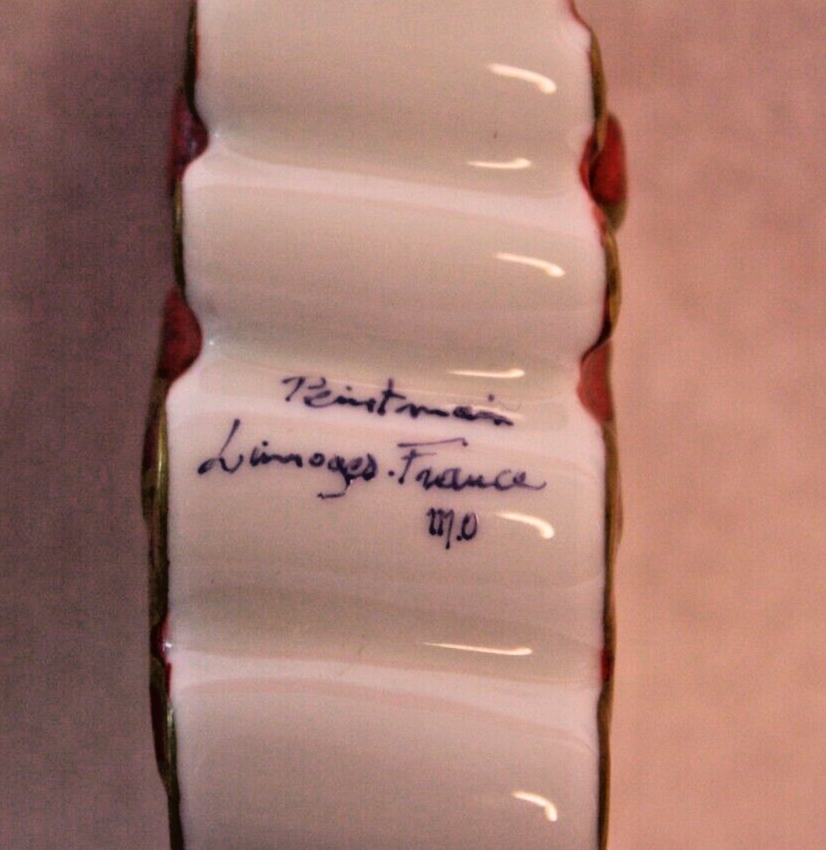 Peint main
Limoges. France
M.O